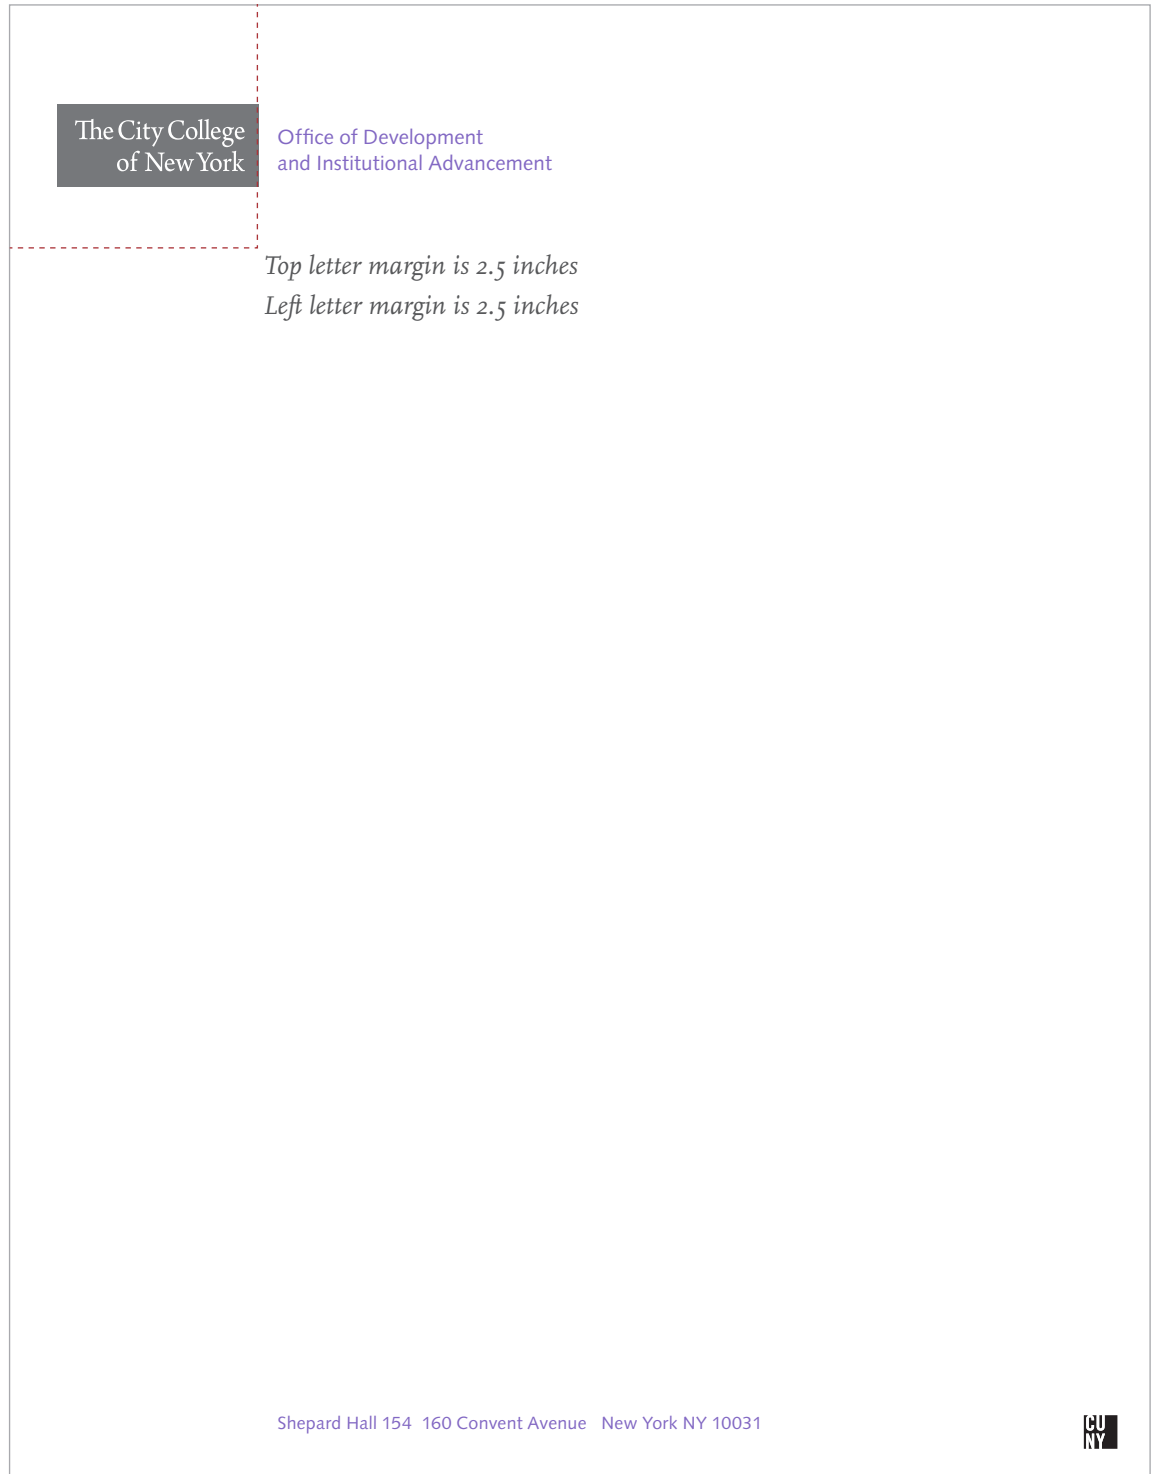 The City College
of New York
Office of Development
and Institutional Advancement
Top letter margin is 2.5 inches
Left letter margin is 2.5 inches
Shepard Hall 154  160 Convent Avenue   New York NY 10031
CU
NY